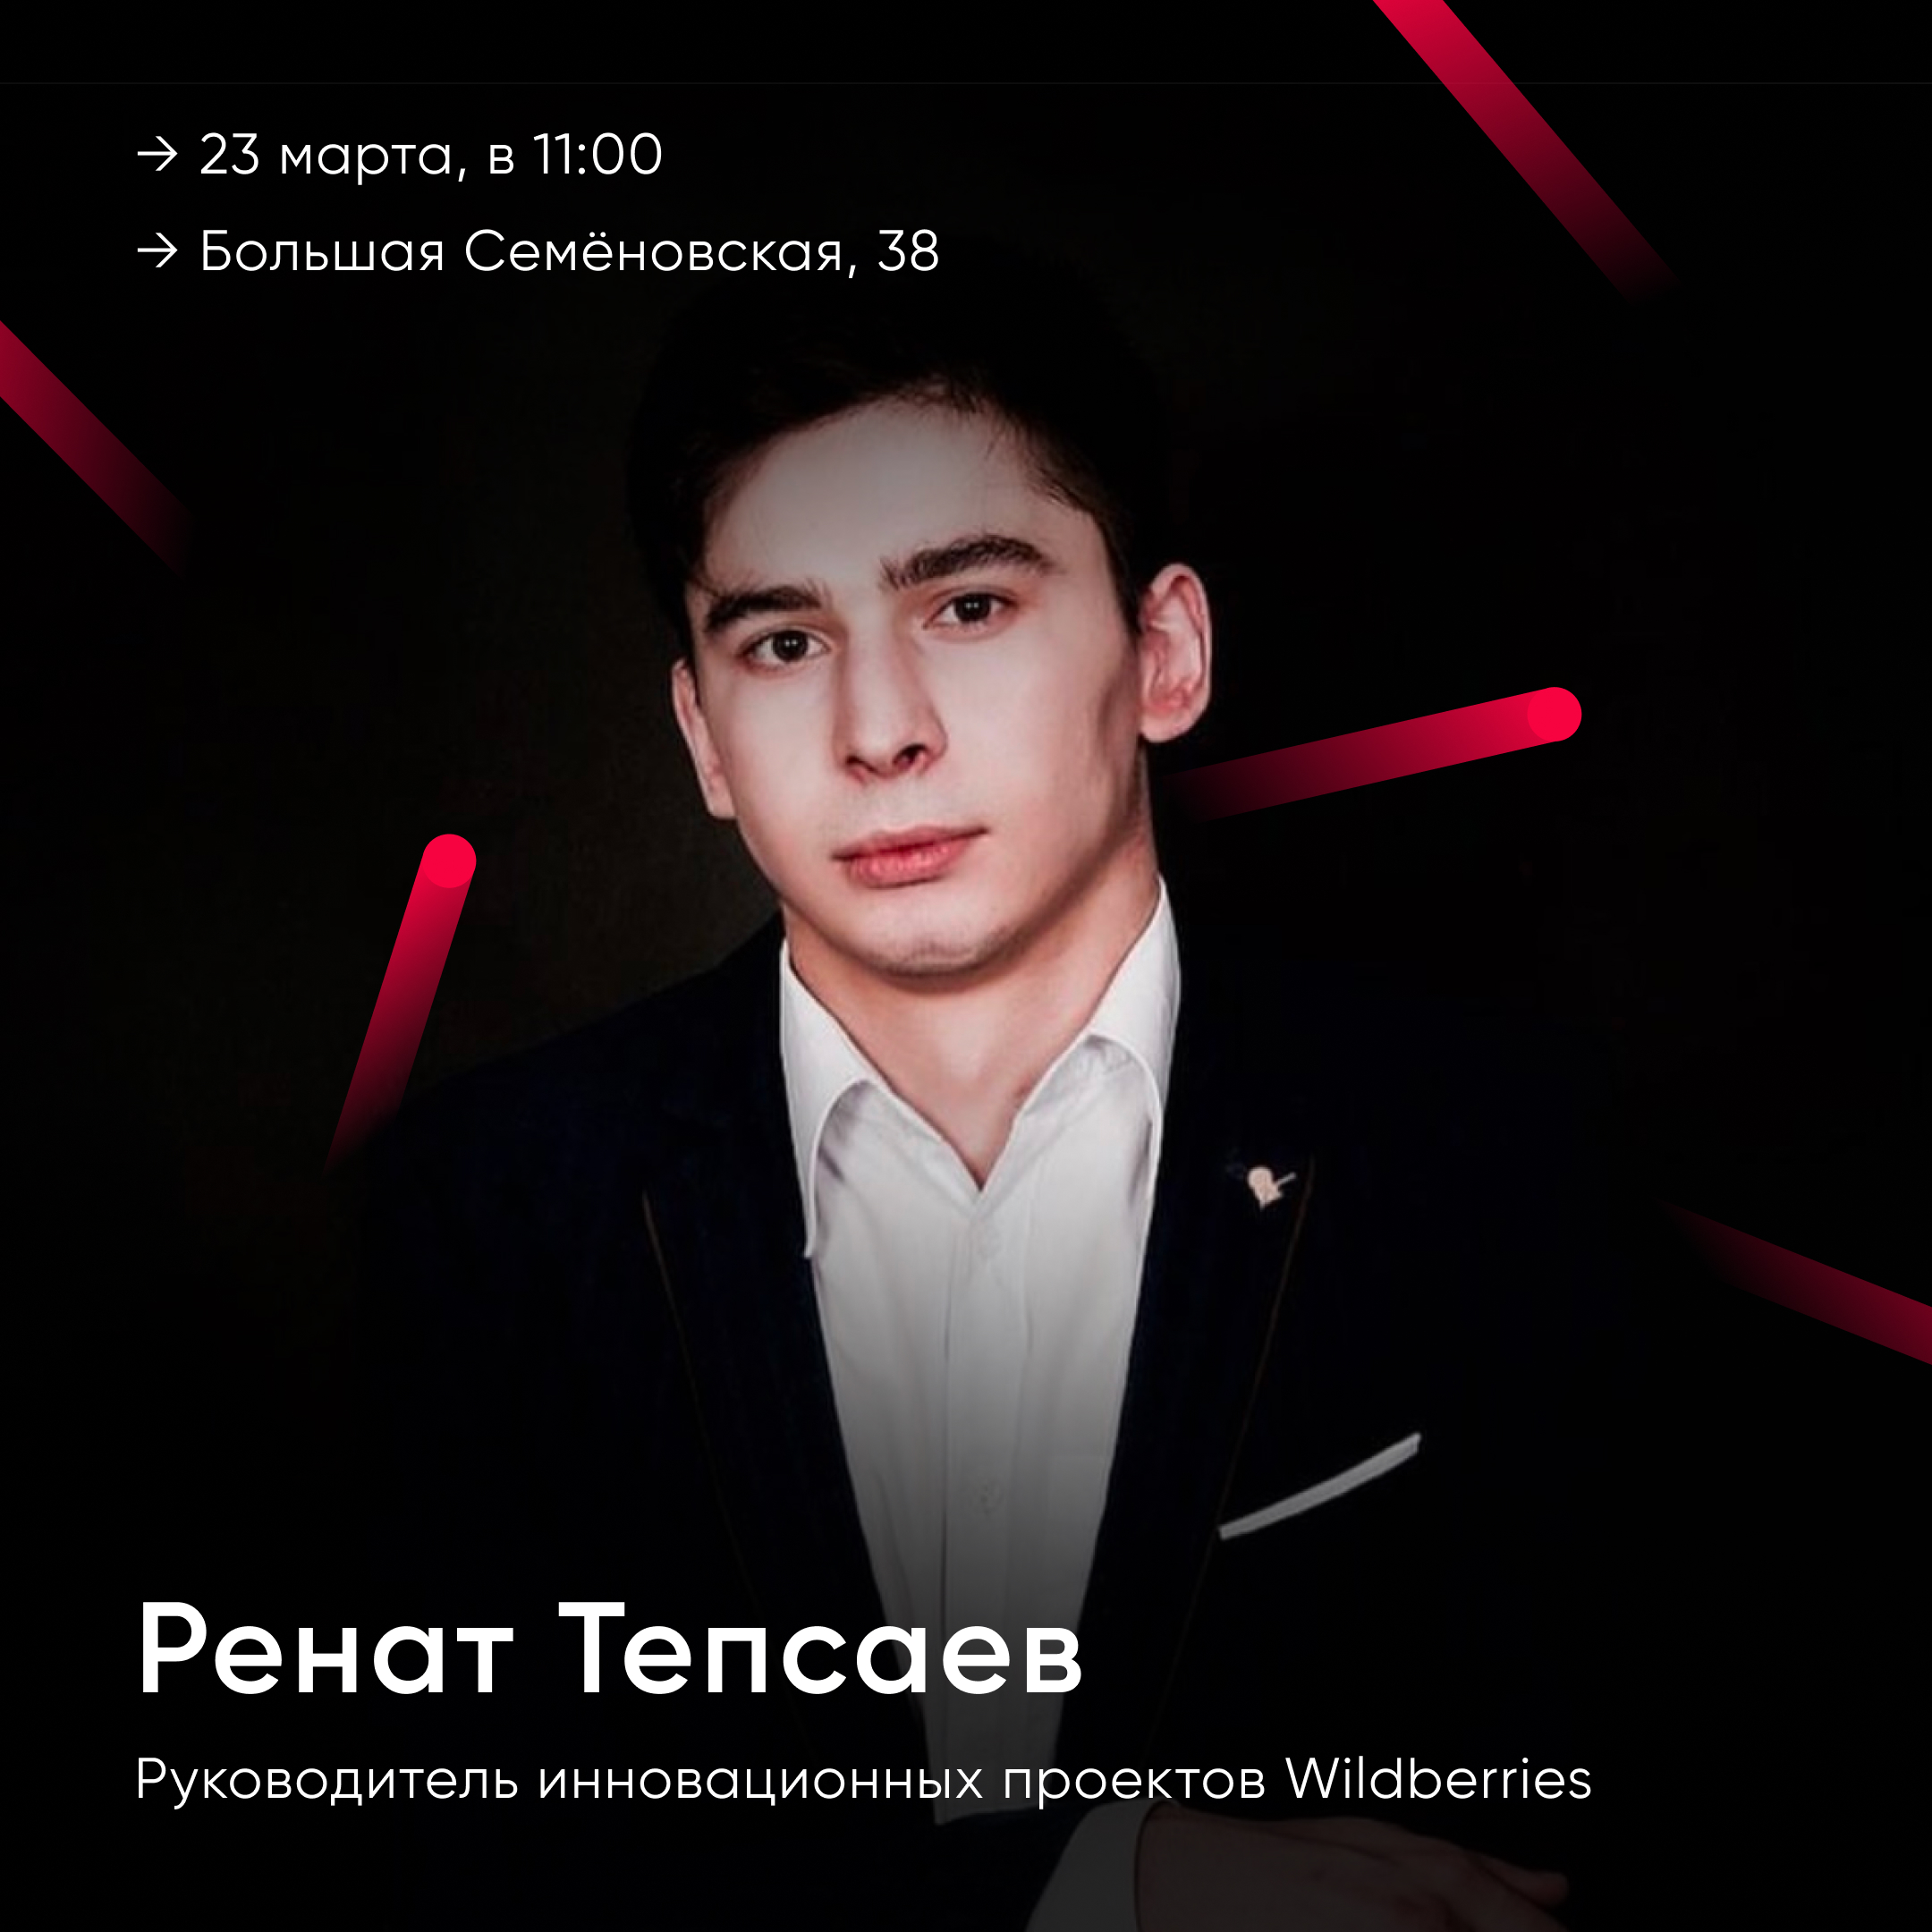 → 23 марта, в 11:00
→ Большая Семёновская, 38
Ренат Тепсаев
Руководитель инновационных проектов Wildberries